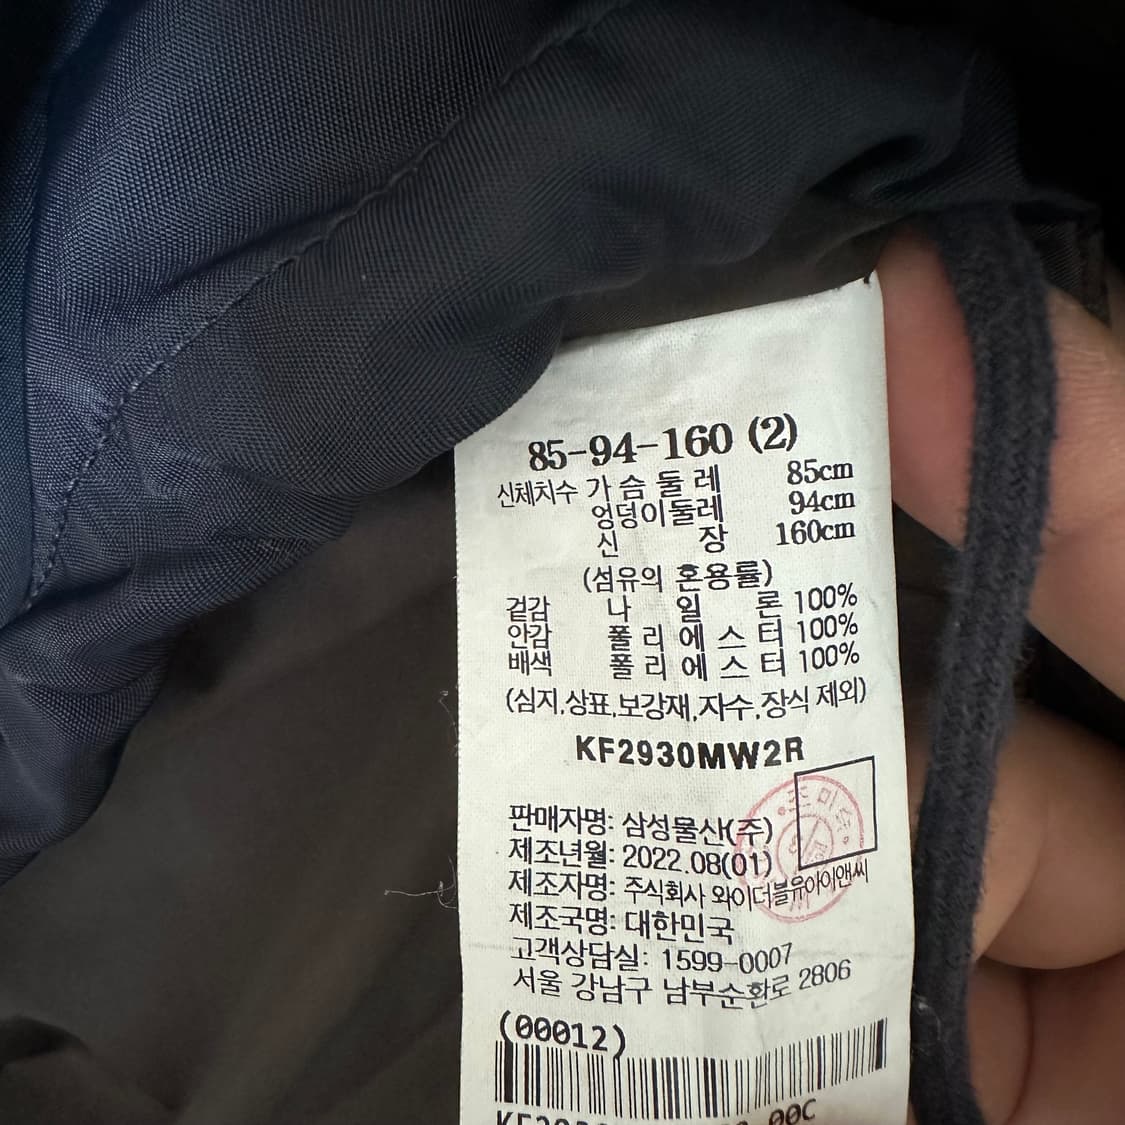 85-94-160 (2)
신체치수 가슴둘레 85cm
엉덩이둘레 94cm
신장 160cm
(섬유의 혼용률)
겉감 나일론 100%
안감 폴리에스터 100%
배색 폴리에스터 100%
(심지,상표,보강재,자수,장식 제외)
KF2930MW2R
판매자명: 삼성물산(주)
제조년월: 2022.08(01)
제조자명: 주식회사 와이더블유아이앤씨
제조국명: 대한민국
고객상담실: 1599-0007
서울 강남구 남부순환로 2806
(00012)